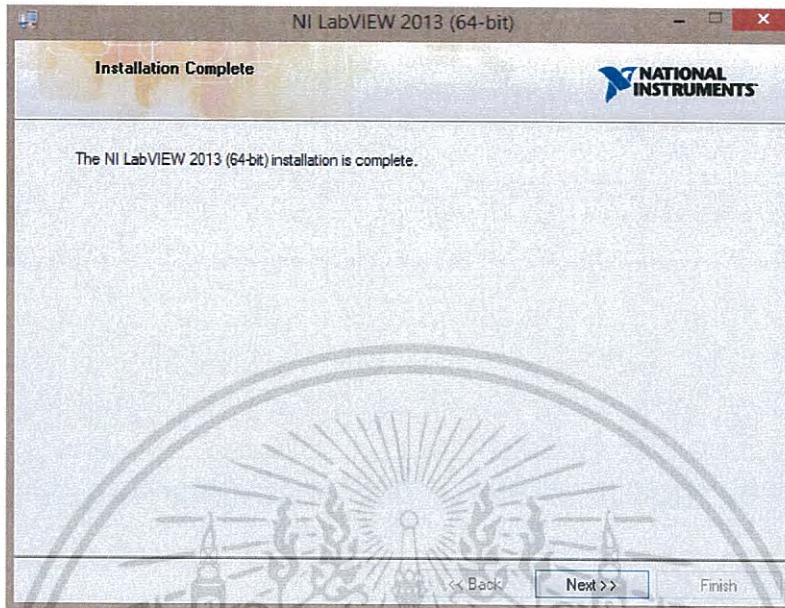 NI LabVIEW 2013 (64-bit)
Installation Complete
NATIONAL
INSTRUMENTS
The NI LabVIEW 2013 (64-bit) installation is complete.
<< Back
Next >>
Finish